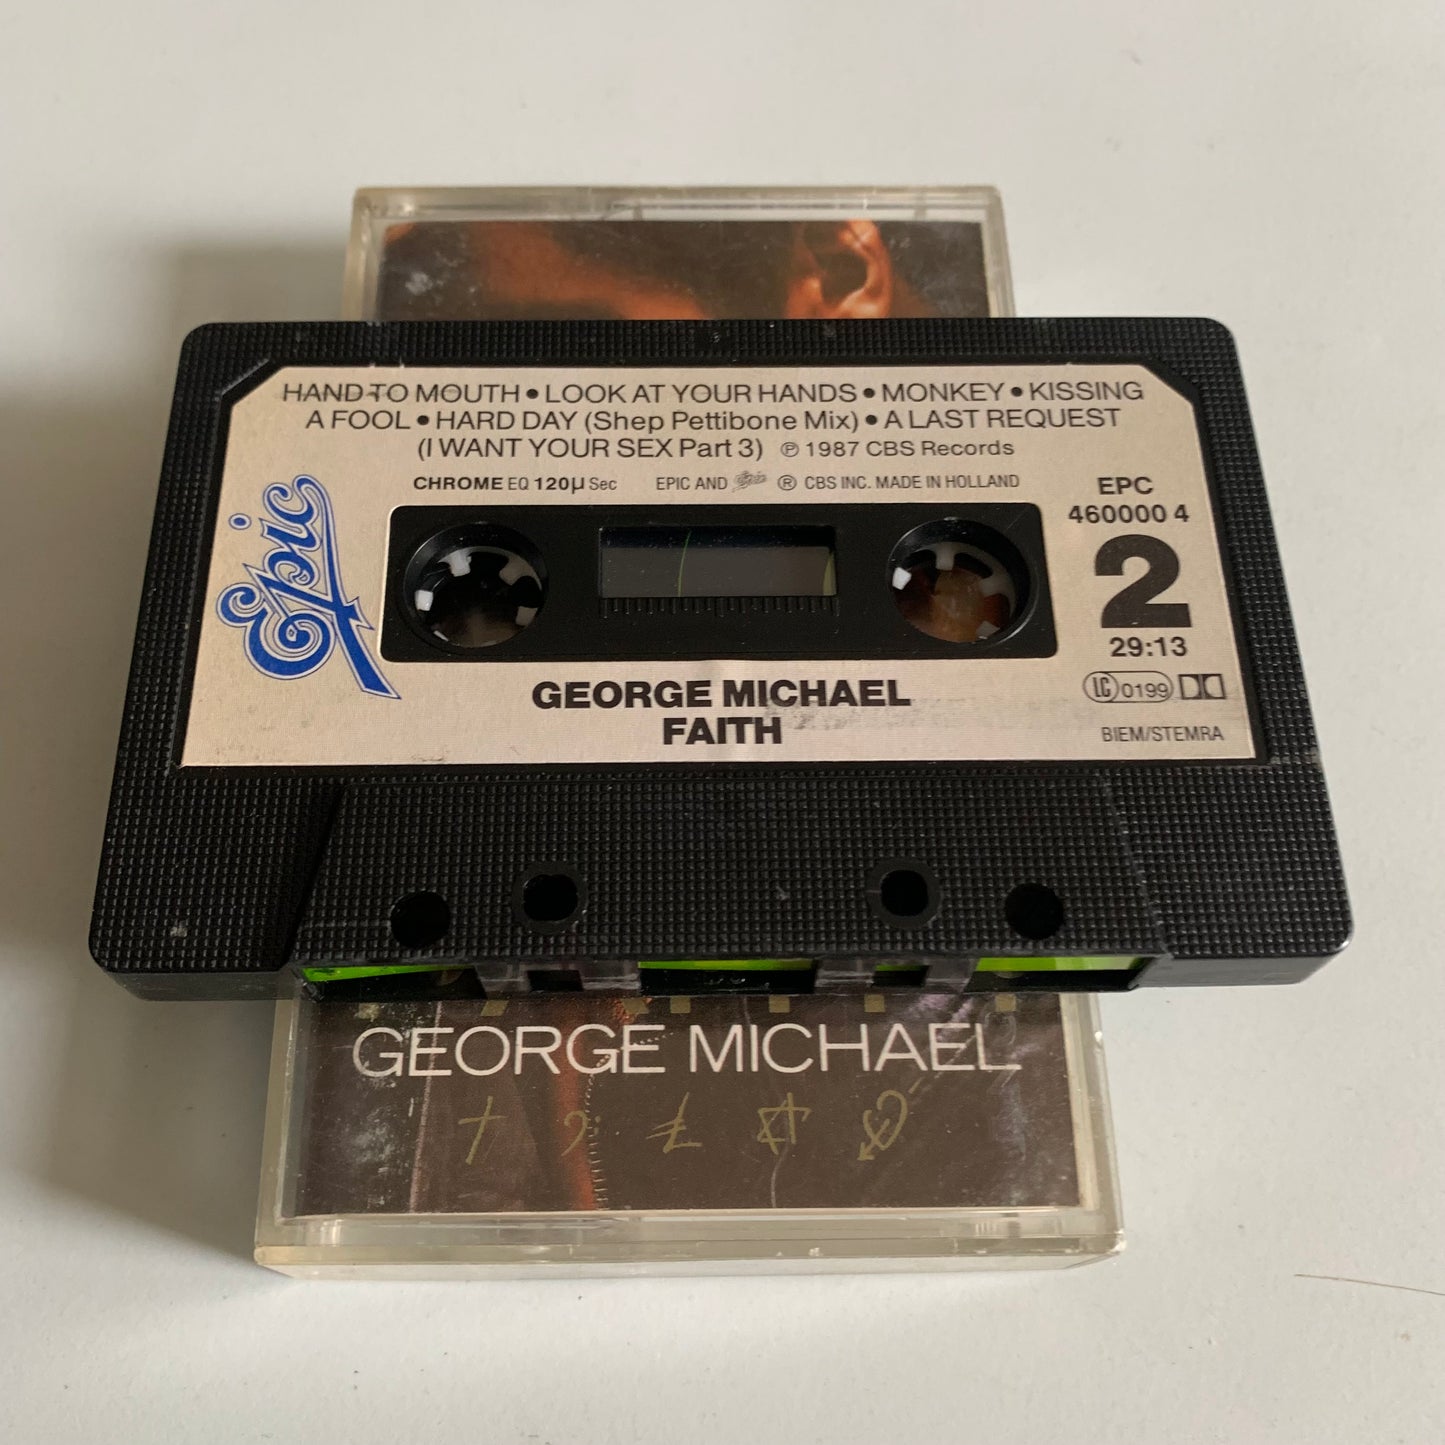 HAND TO MOUTH • LOOK AT YOUR HANDS • MONKEY • KISSING
A FOOL • HARD DAY (Shep Pettibone Mix) • A LAST REQUEST
(I WANT YOUR SEX Part 3) ℗ 1987 CBS Records
CHROME EQ 120µ Sec EPIC AND Epic ® CBS INC. MADE IN HOLLAND
Epic
EPC
460000 4
2
29:13
LC 0199
GEORGE MICHAEL
FAITH
BIEM/STEMRA
GEORGE MICHAEL